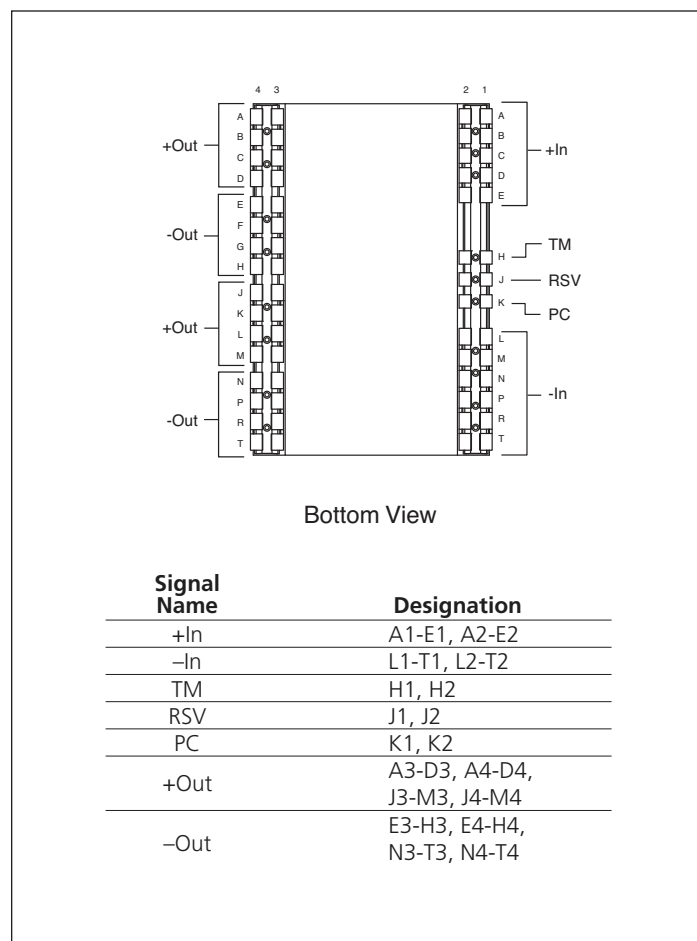 4 3 2 1
A A
+Out B B +In
C C
D D
E E
-Out F
G
H H TM
J J RSV
+Out K K PC
L L
M M
N N -In
-Out P P
R R
T T
Bottom View
Signal Name Designation
+In A1-E1, A2-E2
–In L1-T1, L2-T2
TM H1, H2
RSV J1, J2
PC K1, K2
+Out A3-D3, A4-D4,
J3-M3, J4-M4
–Out E3-H3, E4-H4,
N3-T3, N4-T4